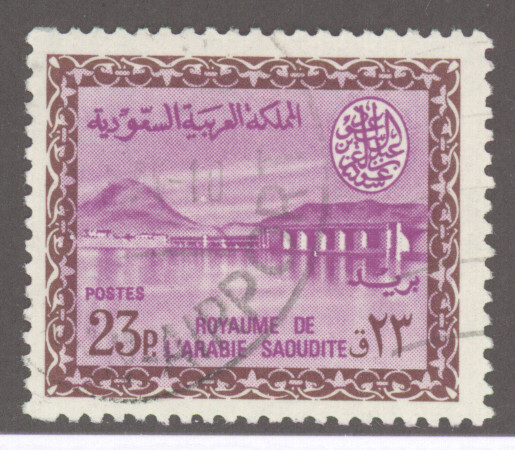 المملكة العربية السعودية
بريد
POSTES
23p
ROYAUME DE
L'ARABIE SAOUDITE
٢٣ ق